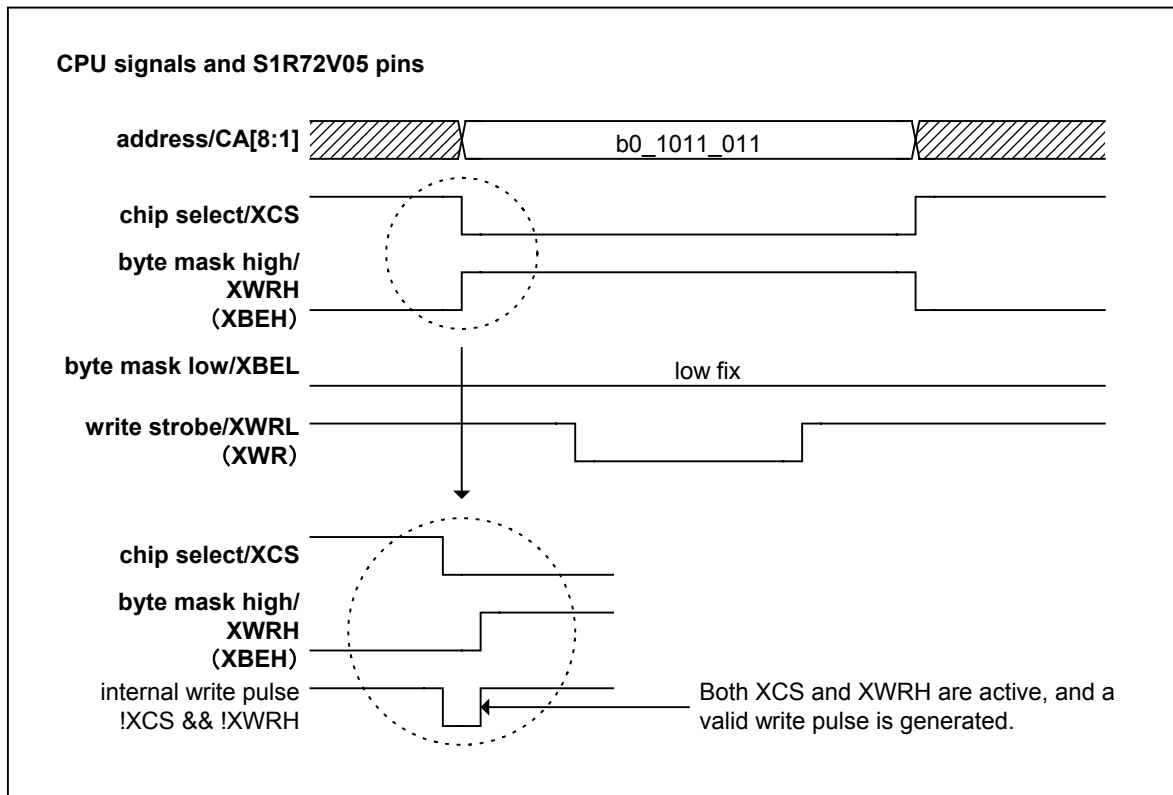 CPU signals and S1R72V05 pins
address/CA[8:1]
b0_1011_011
chip select/XCS
byte mask high/
XWRH
（XBEH）
byte mask low/XBEL
low fix
write strobe/XWRL
（XWR）
chip select/XCS
byte mask high/
XWRH
（XBEH）
internal write pulse
!XCS && !XWRH
Both XCS and XWRH are active, and a
valid write pulse is generated.